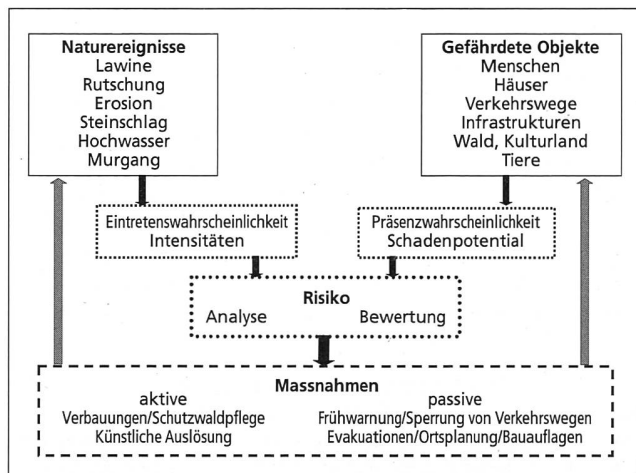 Naturereignisse
Lawine
Rutschung
Erosion
Steinschlag
Hochwasser
Murgang
Gefährdete Objekte
Menschen
Häuser
Verkehrswege
Infrastrukturen
Wald, Kulturland
Tiere
Eintretenswahrscheinlichkeit
Intensitäten
Präsenzwahrscheinlichkeit
Schadenpotential
Risiko
Analyse Bewertung
Massnahmen
aktive
Verbauungen/Schutzwaldpflege
Künstliche Auslösung
passive
Frühwarnung/Sperrung von Verkehrswegen
Evakuationen/Ortsplanung/Bauauflagen